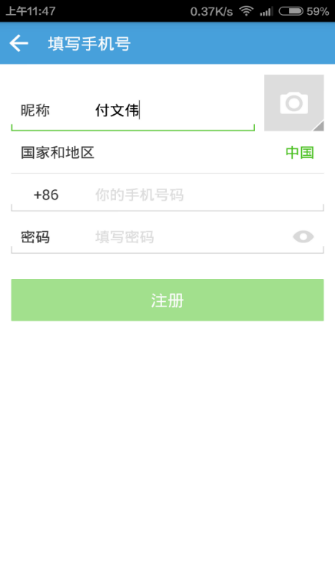 上午11:47 0.37K/s 59%
填写手机号
昵称 付文伟
国家和地区 中国
+86 你的手机号码
密码 填写密码
注册